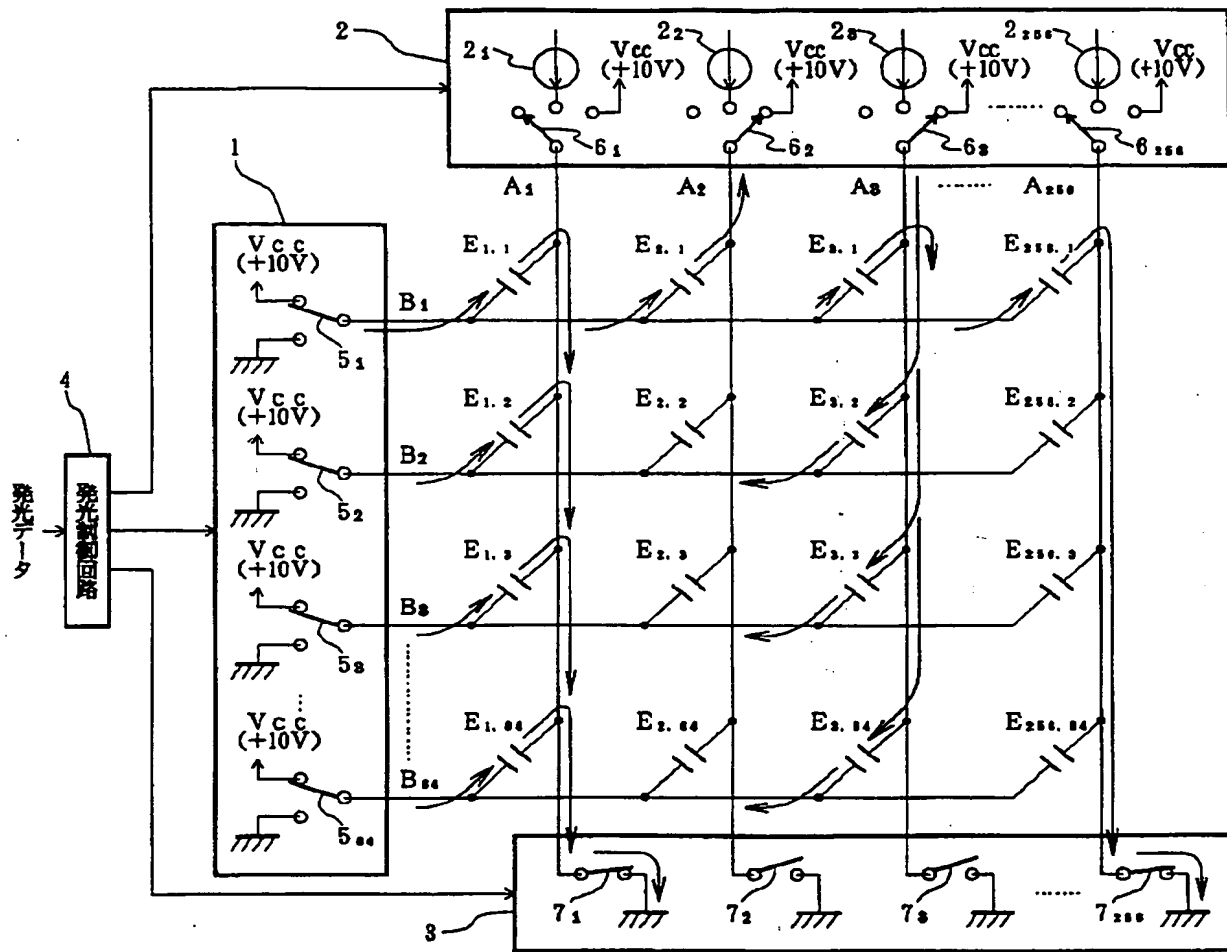 2
2₁
Vcc
(+10V)
2₂
Vcc
(+10V)
2₃
Vcc
(+10V)
2₂₅₆
Vcc
(+10V)
6₁
6₂
6₃
6₂₅₆
A₁
A₂
A₃
A₂₅₆
1
Vcc
(+10V)
B₁
5₁
E₁.₁
E₂.₁
E₃.₁
E₂₅₆.₁
Vcc
(+10V)
B₂
5₂
E₁.₂
E₂.₂
E₃.₂
E₂₅₆.₂
4
発光データ
発光制御回路
Vcc
(+10V)
B₃
5₃
E₁.₃
E₂.₃
E₃.₃
E₂₅₆.₃
Vcc
(+10V)
B₆₄
5₆₄
E₁.₆₄
E₂.₆₄
E₃.₆₄
E₂₅₆.₆₄
3
7₁
7₂
7₃
7₂₅₆